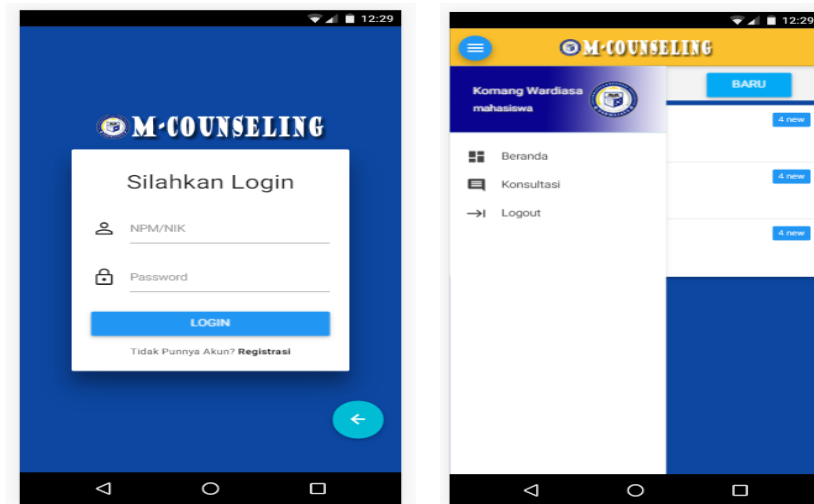 12:29
M-COUNSELING
Silahkan Login
NPM/NIK
Password
LOGIN
Tidak Punnya Akun? Registrasi
12:29
M-COUNSELING
Komang Wardiasa
mahasiswa
BARU
4 new
Beranda
Konsultasi
4 new
Logout
4 new